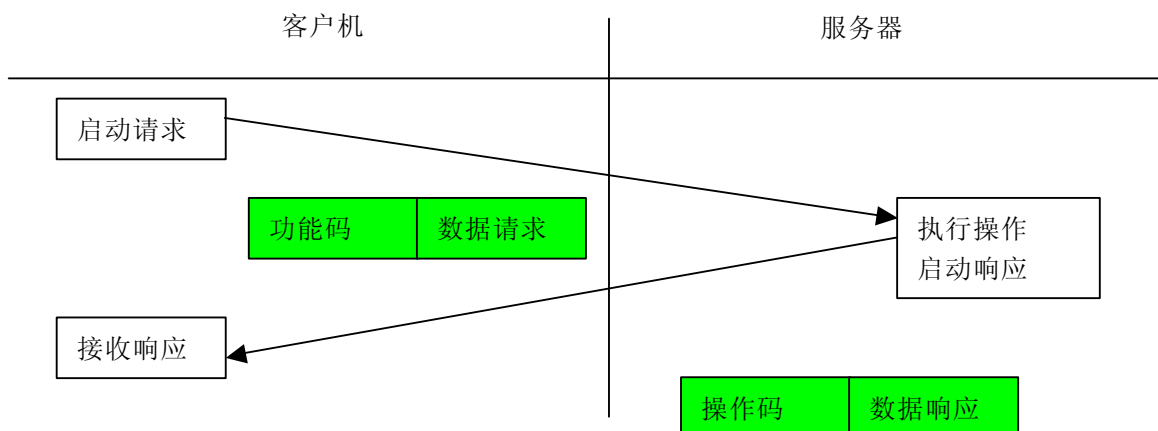 客户机
服务器
启动请求
功能码
数据请求
执行操作
启动响应
接收响应
操作码
数据响应